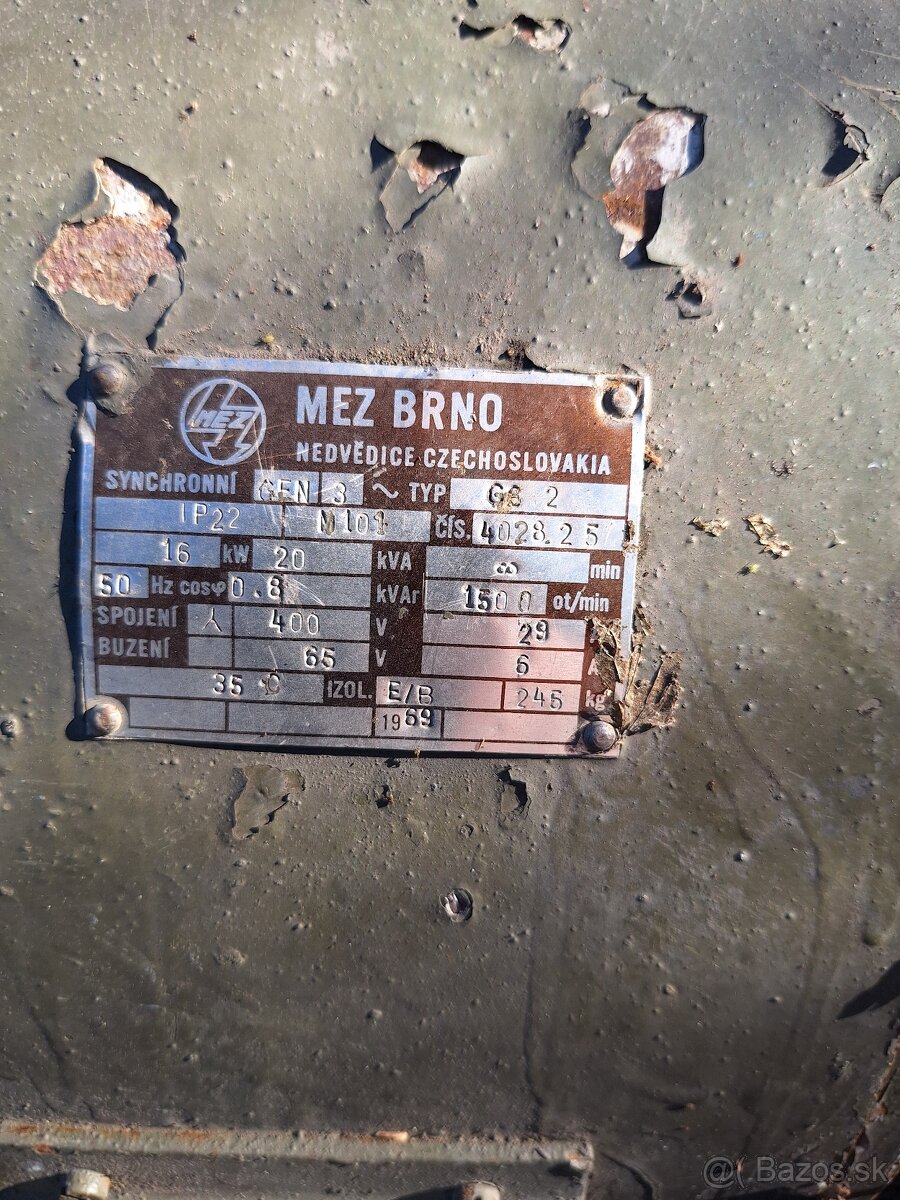 MEZ MEZ BRNO
NEDVĚDICE CZECHOSLOVAKIA
SYNCHRONNÍ GEN 3 ~ TYP G 2
IP22 M101 ČÍS. 4028.25
16 kW 20 kVA ∞ min
50 Hz cosφ 0.8 kVAr 1500 ot/min
SPOJENÍ 400 V 29
BUZENÍ 65 V 6 A
35 °C IZOL. E/B 245 kg
1969
@( Bazos.sk